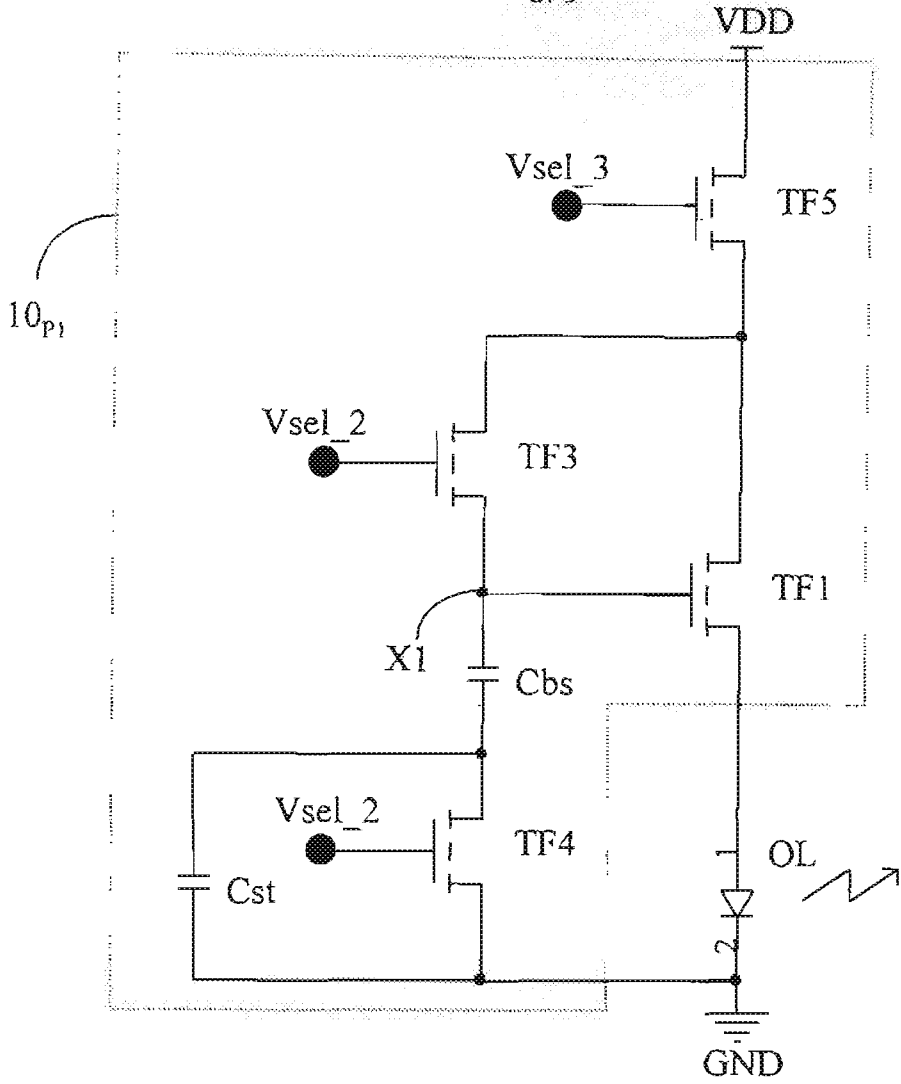 VDD
Vsel_3
TF5
10p1
Vsel_2
TF3
TF1
X1
Cbs
Vsel_2
TF4
1
OL
Cst
2
GND